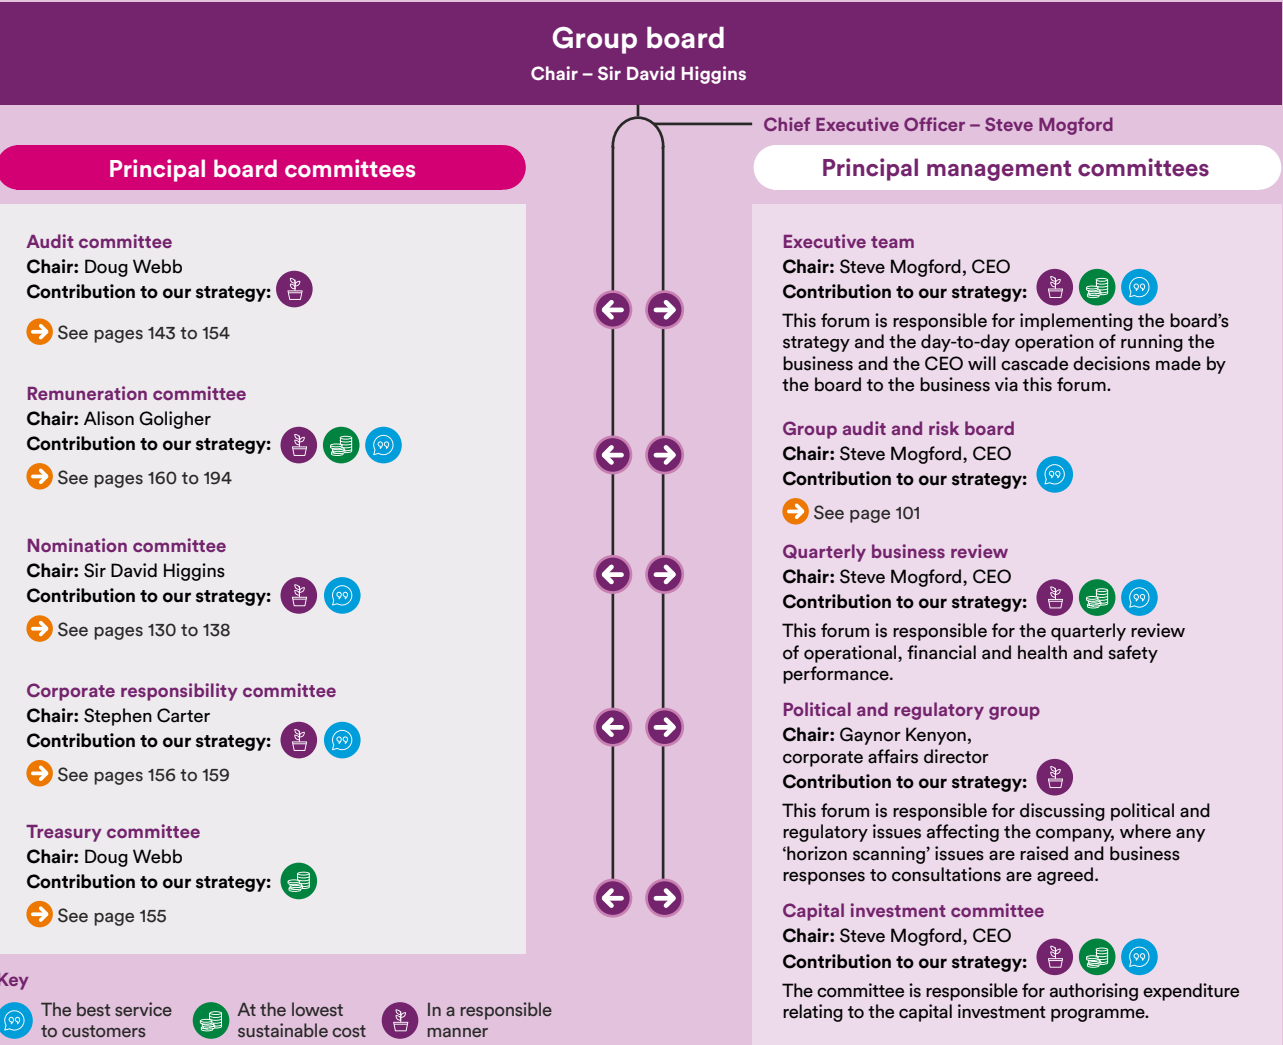 Group board
Chair – Sir David Higgins
Chief Executive Officer – Steve Mogford
Principal board committees
Audit committee
Chair: Doug Webb
Contribution to our strategy:
See pages 143 to 154
Remuneration committee
Chair: Alison Goligher
Contribution to our strategy:
See pages 160 to 194
Nomination committee
Chair: Sir David Higgins
Contribution to our strategy:
See pages 130 to 138
Corporate responsibility committee
Chair: Stephen Carter
Contribution to our strategy:
See pages 156 to 159
Treasury committee
Chair: Doug Webb
Contribution to our strategy:
See page 155
Principal management committees
Executive team
Chair: Steve Mogford, CEO
Contribution to our strategy:
This forum is responsible for implementing the board’s
strategy and the day-to-day operation of running the
business and the CEO will cascade decisions made by
the board to the business via this forum.
Group audit and risk board
Chair: Steve Mogford, CEO
Contribution to our strategy:
See page 101
Quarterly business review
Chair: Steve Mogford, CEO
Contribution to our strategy:
This forum is responsible for the quarterly review
of operational, financial and health and safety
performance.
Political and regulatory group
Chair: Gaynor Kenyon,
corporate affairs director
Contribution to our strategy:
This forum is responsible for discussing political and
regulatory issues affecting the company, where any
‘horizon scanning’ issues are raised and business
responses to consultations are agreed.
Capital investment committee
Chair: Steve Mogford, CEO
Contribution to our strategy:
The committee is responsible for authorising expenditure
relating to the capital investment programme.
Key
The best service
to customers
At the lowest
sustainable cost
In a responsible
manner